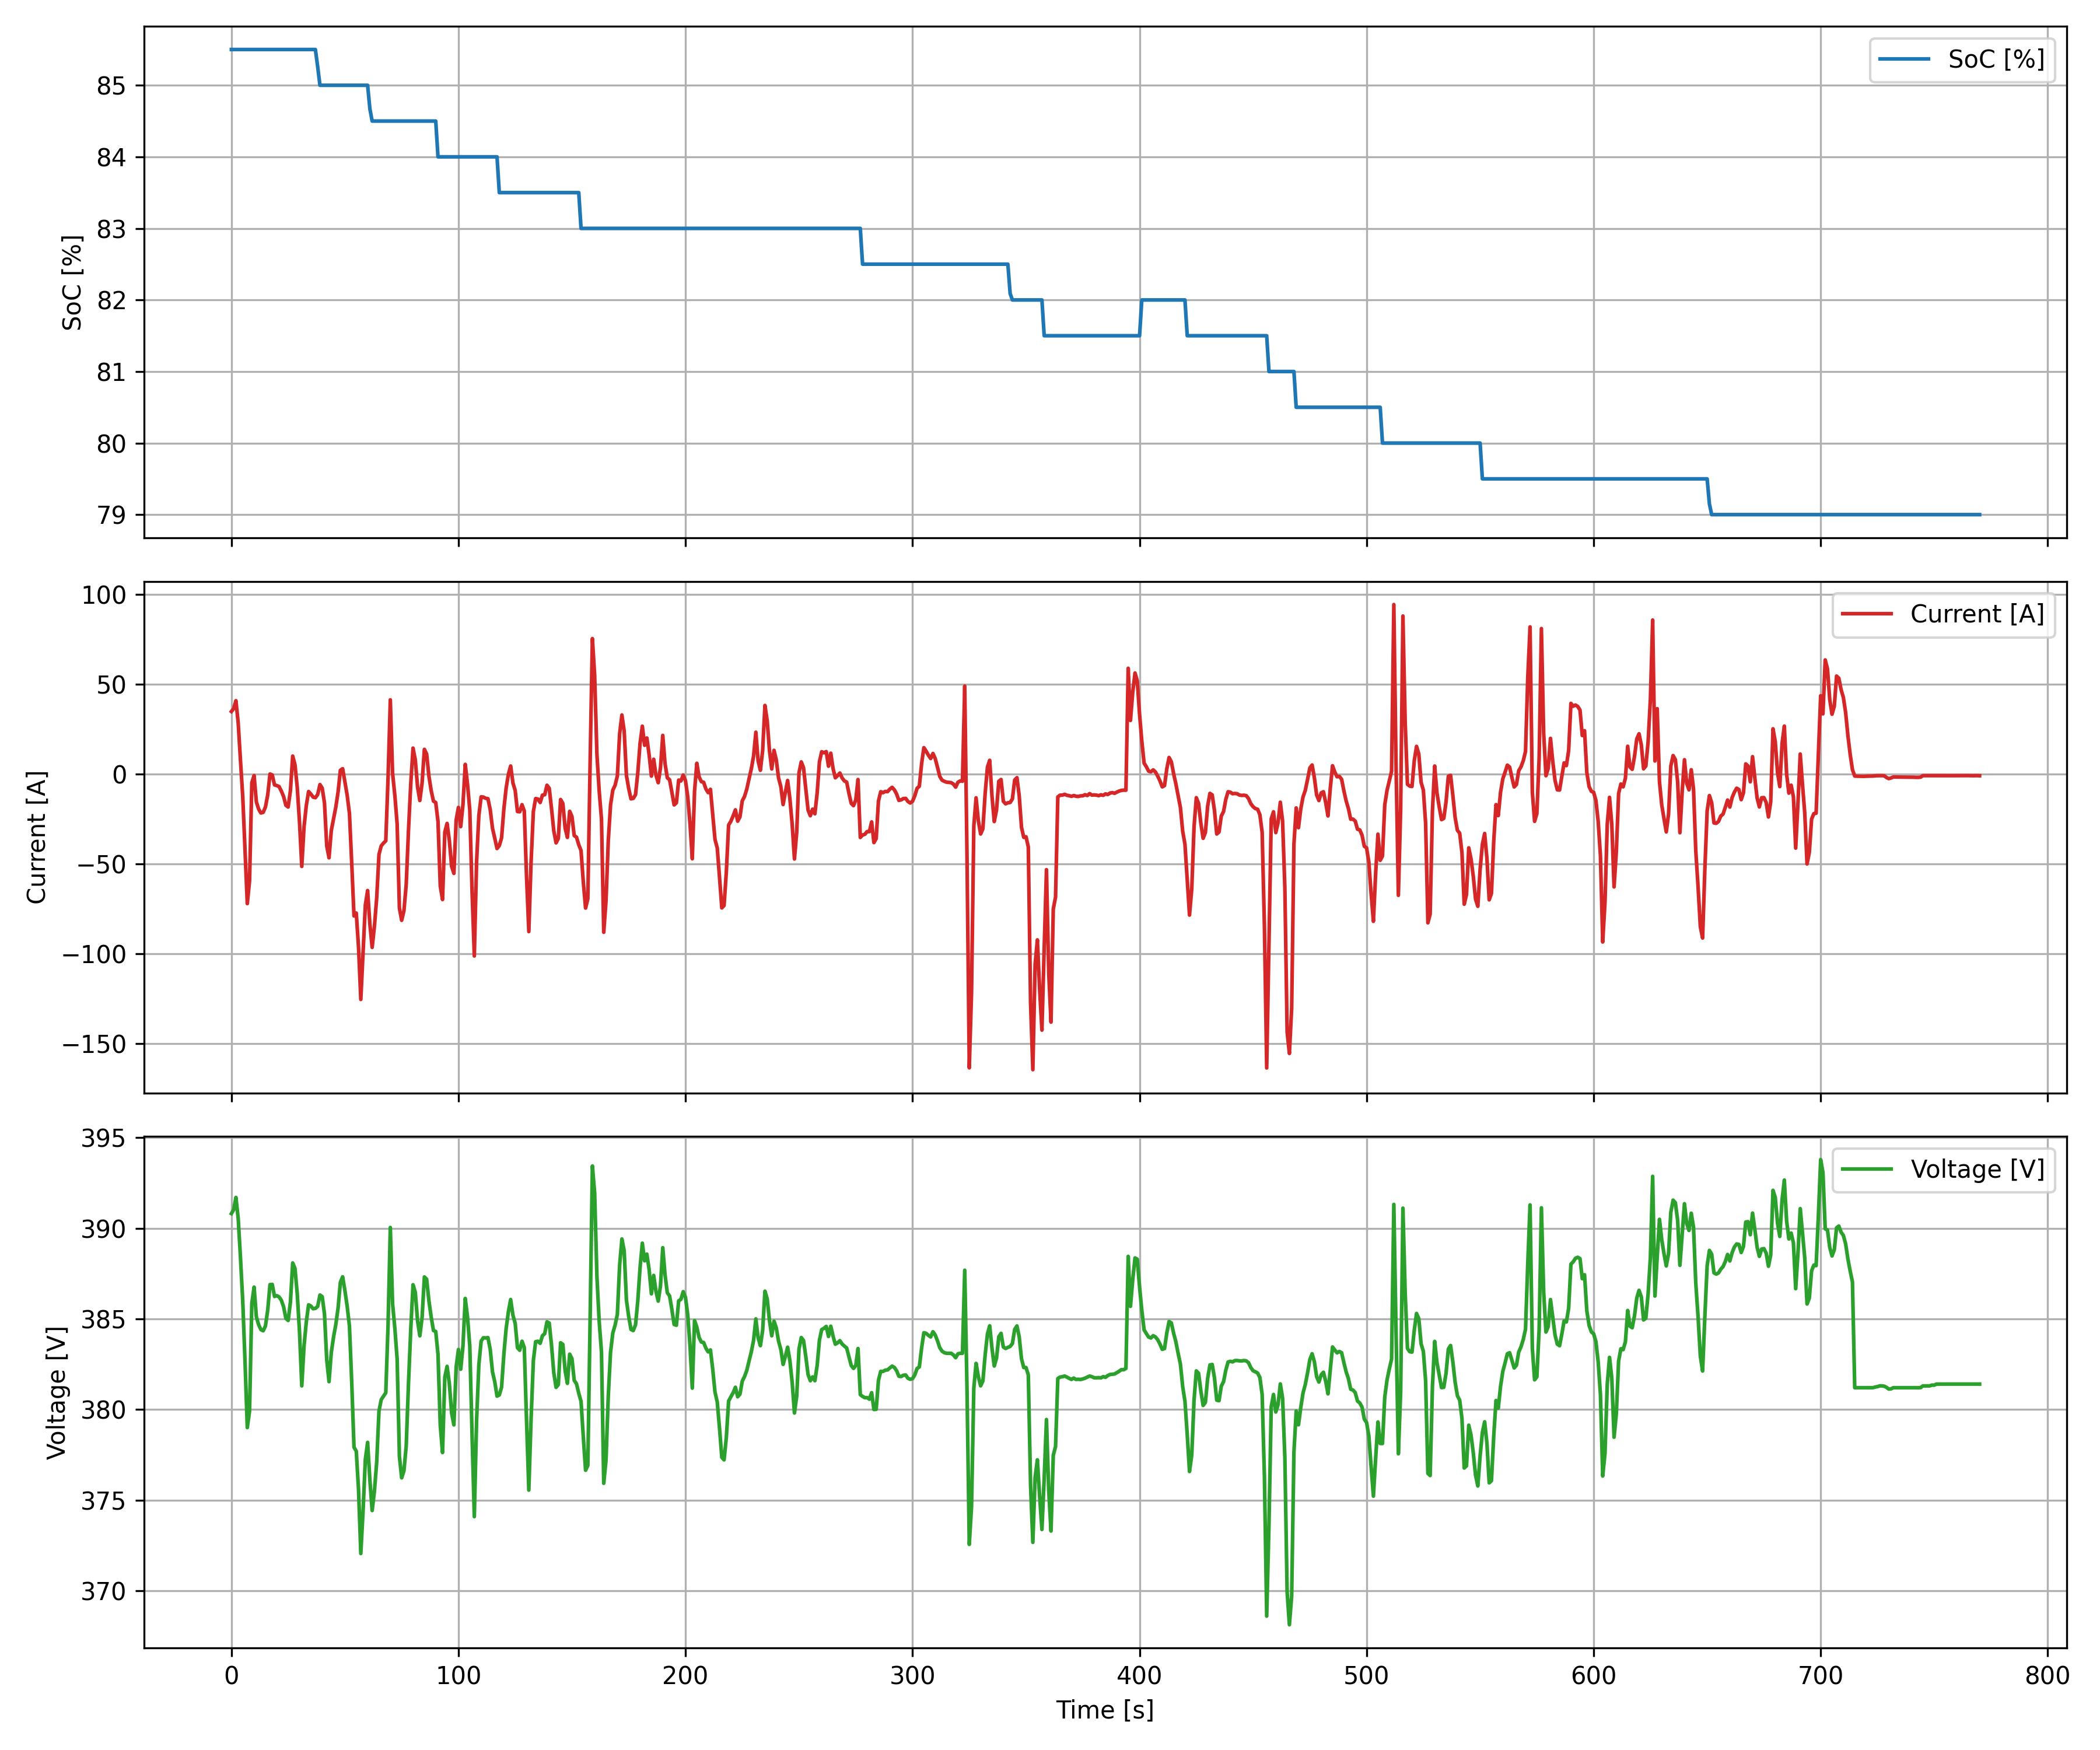 SoC [%]
85
84
83
82
81
80
79
SoC [%]
Current [A]
100
50
0
−50
−100
−150
Current [A]
Voltage [V]
395
390
385
380
375
370
Voltage [V]
0 100 200 300 400 500 600 700 800
Time [s]